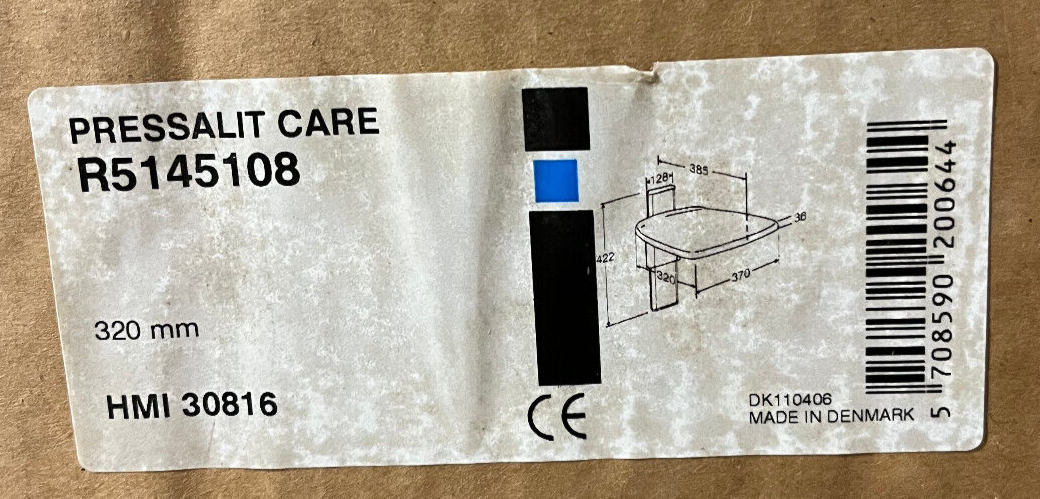 PRESSALIT CARE
R5145108
320 mm
HMI 30816
385
128
36
422
320
370
CE
DK110406
MADE IN DENMARK
5 708590 200644